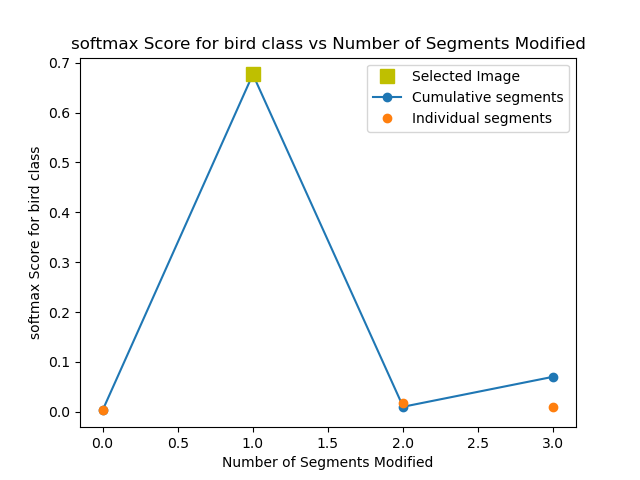 softmax Score for bird class vs Number of Segments Modified
Selected Image
Cumulative segments
Individual segments
softmax Score for bird class
0.7
0.6
0.5
0.4
0.3
0.2
0.1
0.0
0.0 0.5 1.0 1.5 2.0 2.5 3.0
Number of Segments Modified